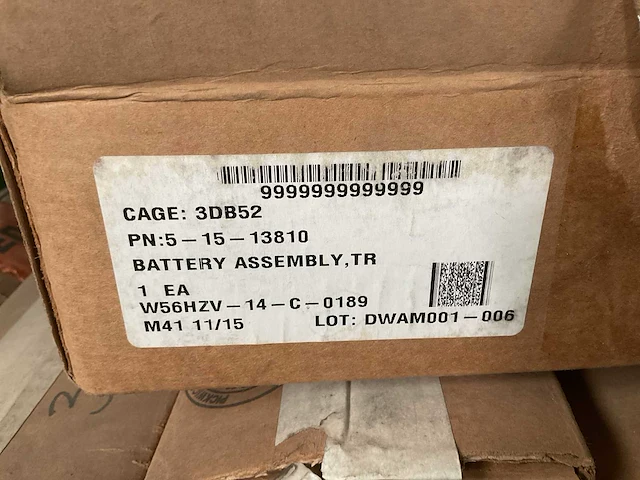 9999999999999
CAGE: 3DB52
PN:5-15-13810
BATTERY ASSEMBLY,TR
1 EA
W56HZV-14-C-0189
M41 11/15 LOT: DWAM001-006